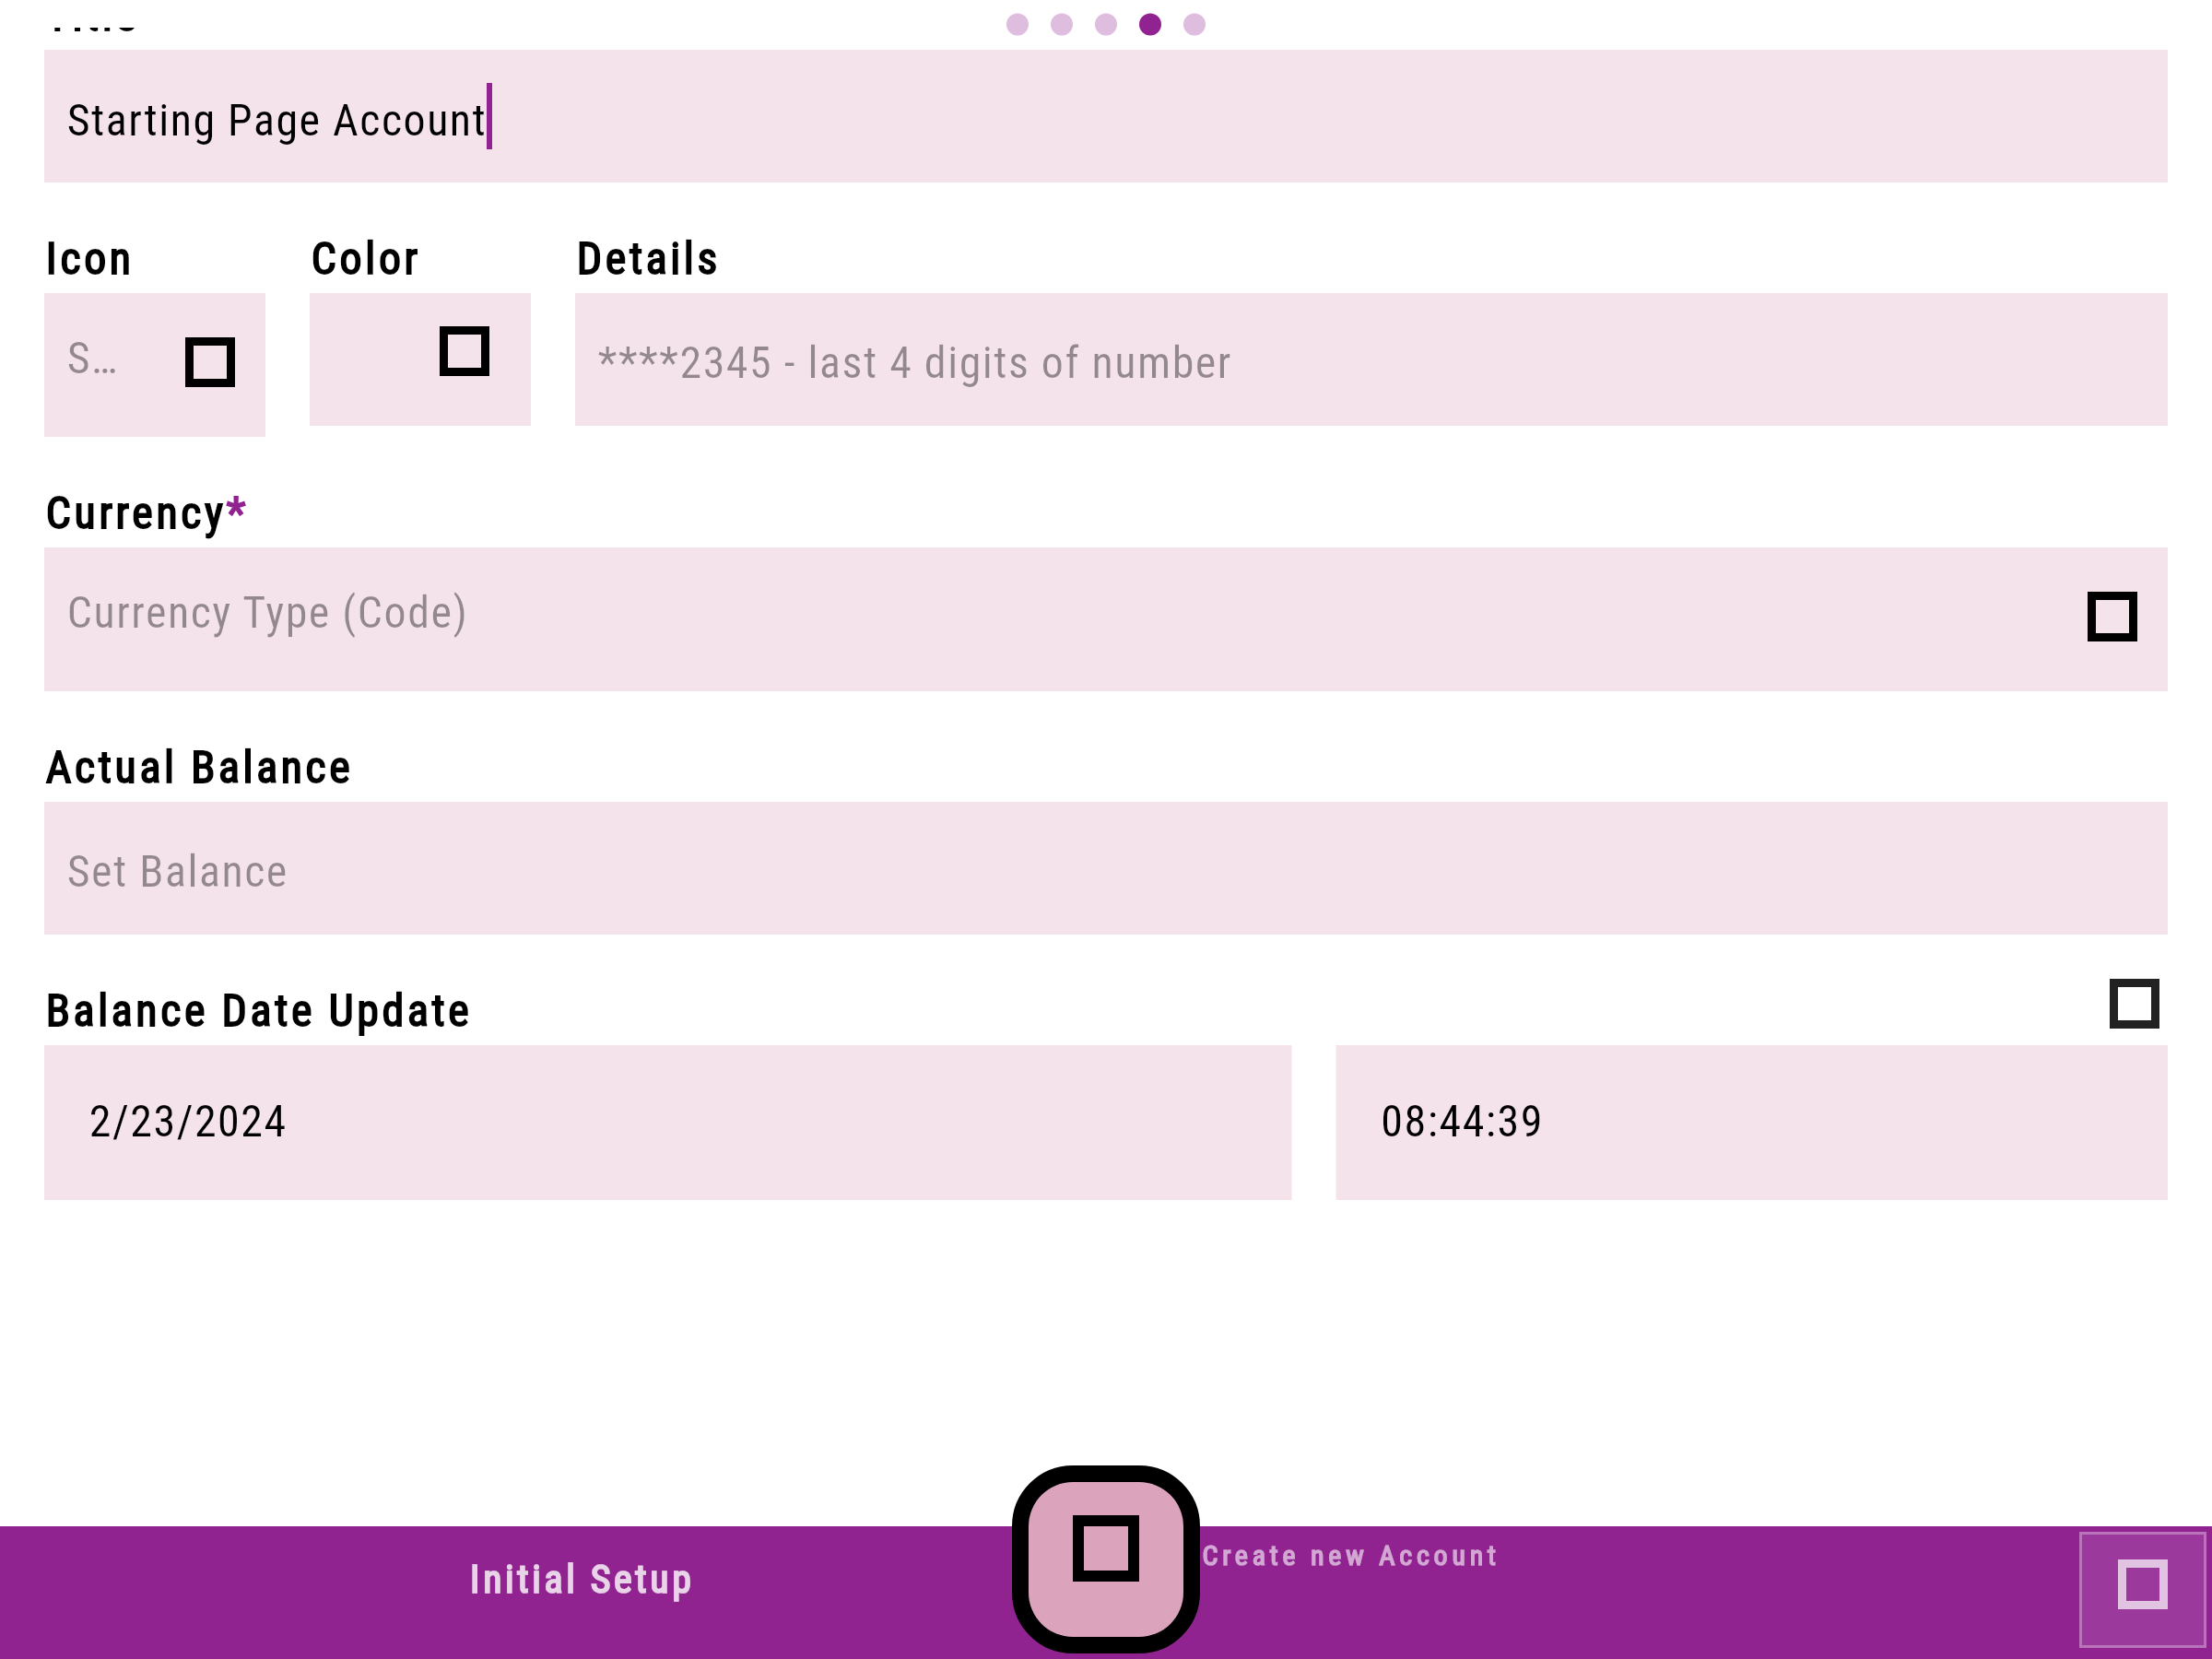 Starting Page Account
Icon Color Details
S… ****2345 - last 4 digits of number
Currency*
Currency Type (Code)
Actual Balance
Set Balance
Balance Date Update
2/23/2024 08:44:39
Initial Setup Create new Account